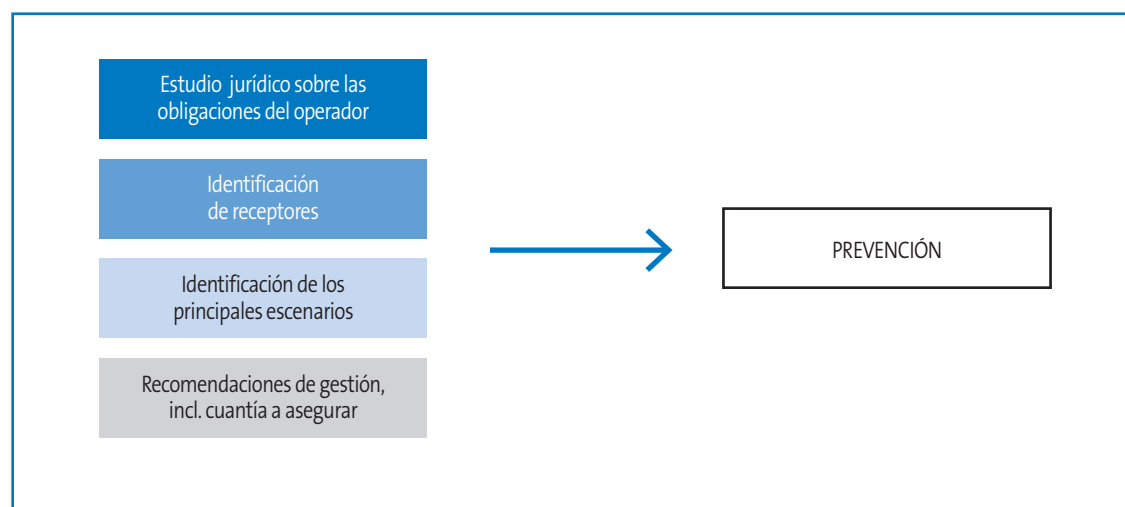 Estudio jurídico sobre las
obligaciones del operador
Identificación
de receptores
Identificación de los
principales escenarios
Recomendaciones de gestión,
incl. cuantía a asegurar
PREVENCIÓN